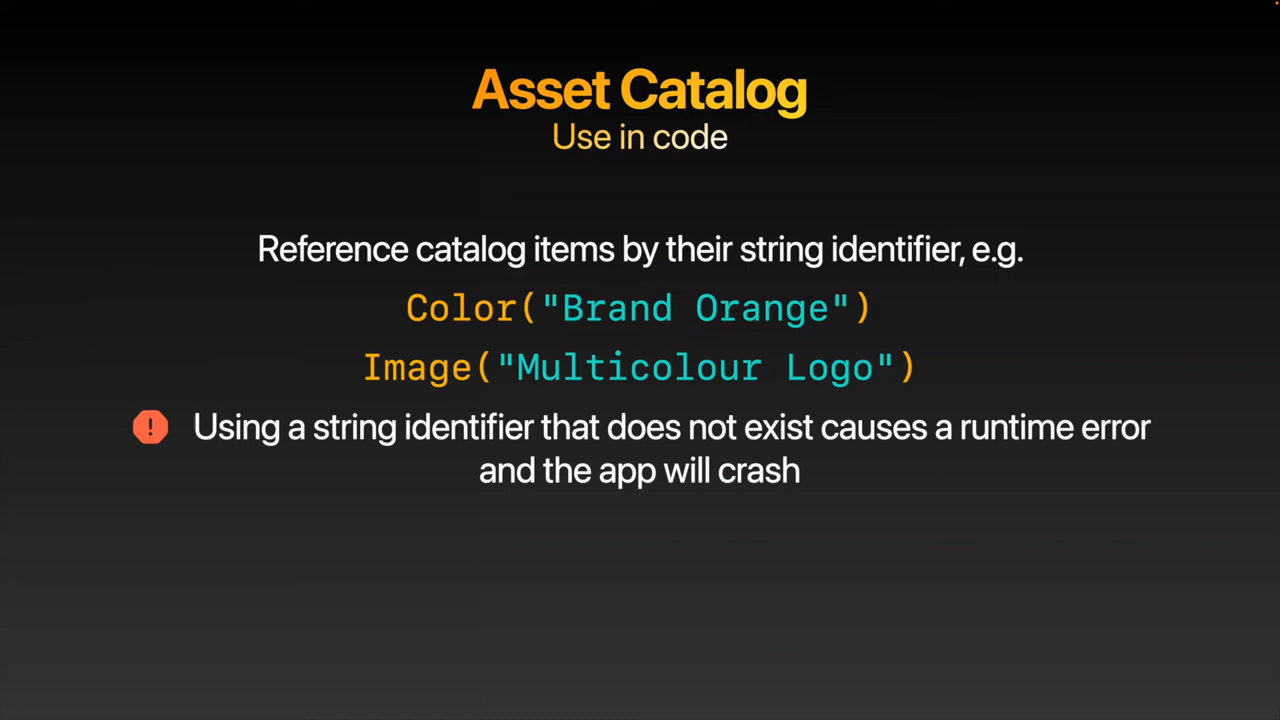 Asset Catalog
Use in code
Reference catalog items by their string identifier, e.g.
Color("Brand Orange")
Image("Multicolour Logo")
Using a string identifier that does not exist causes a runtime error
and the app will crash